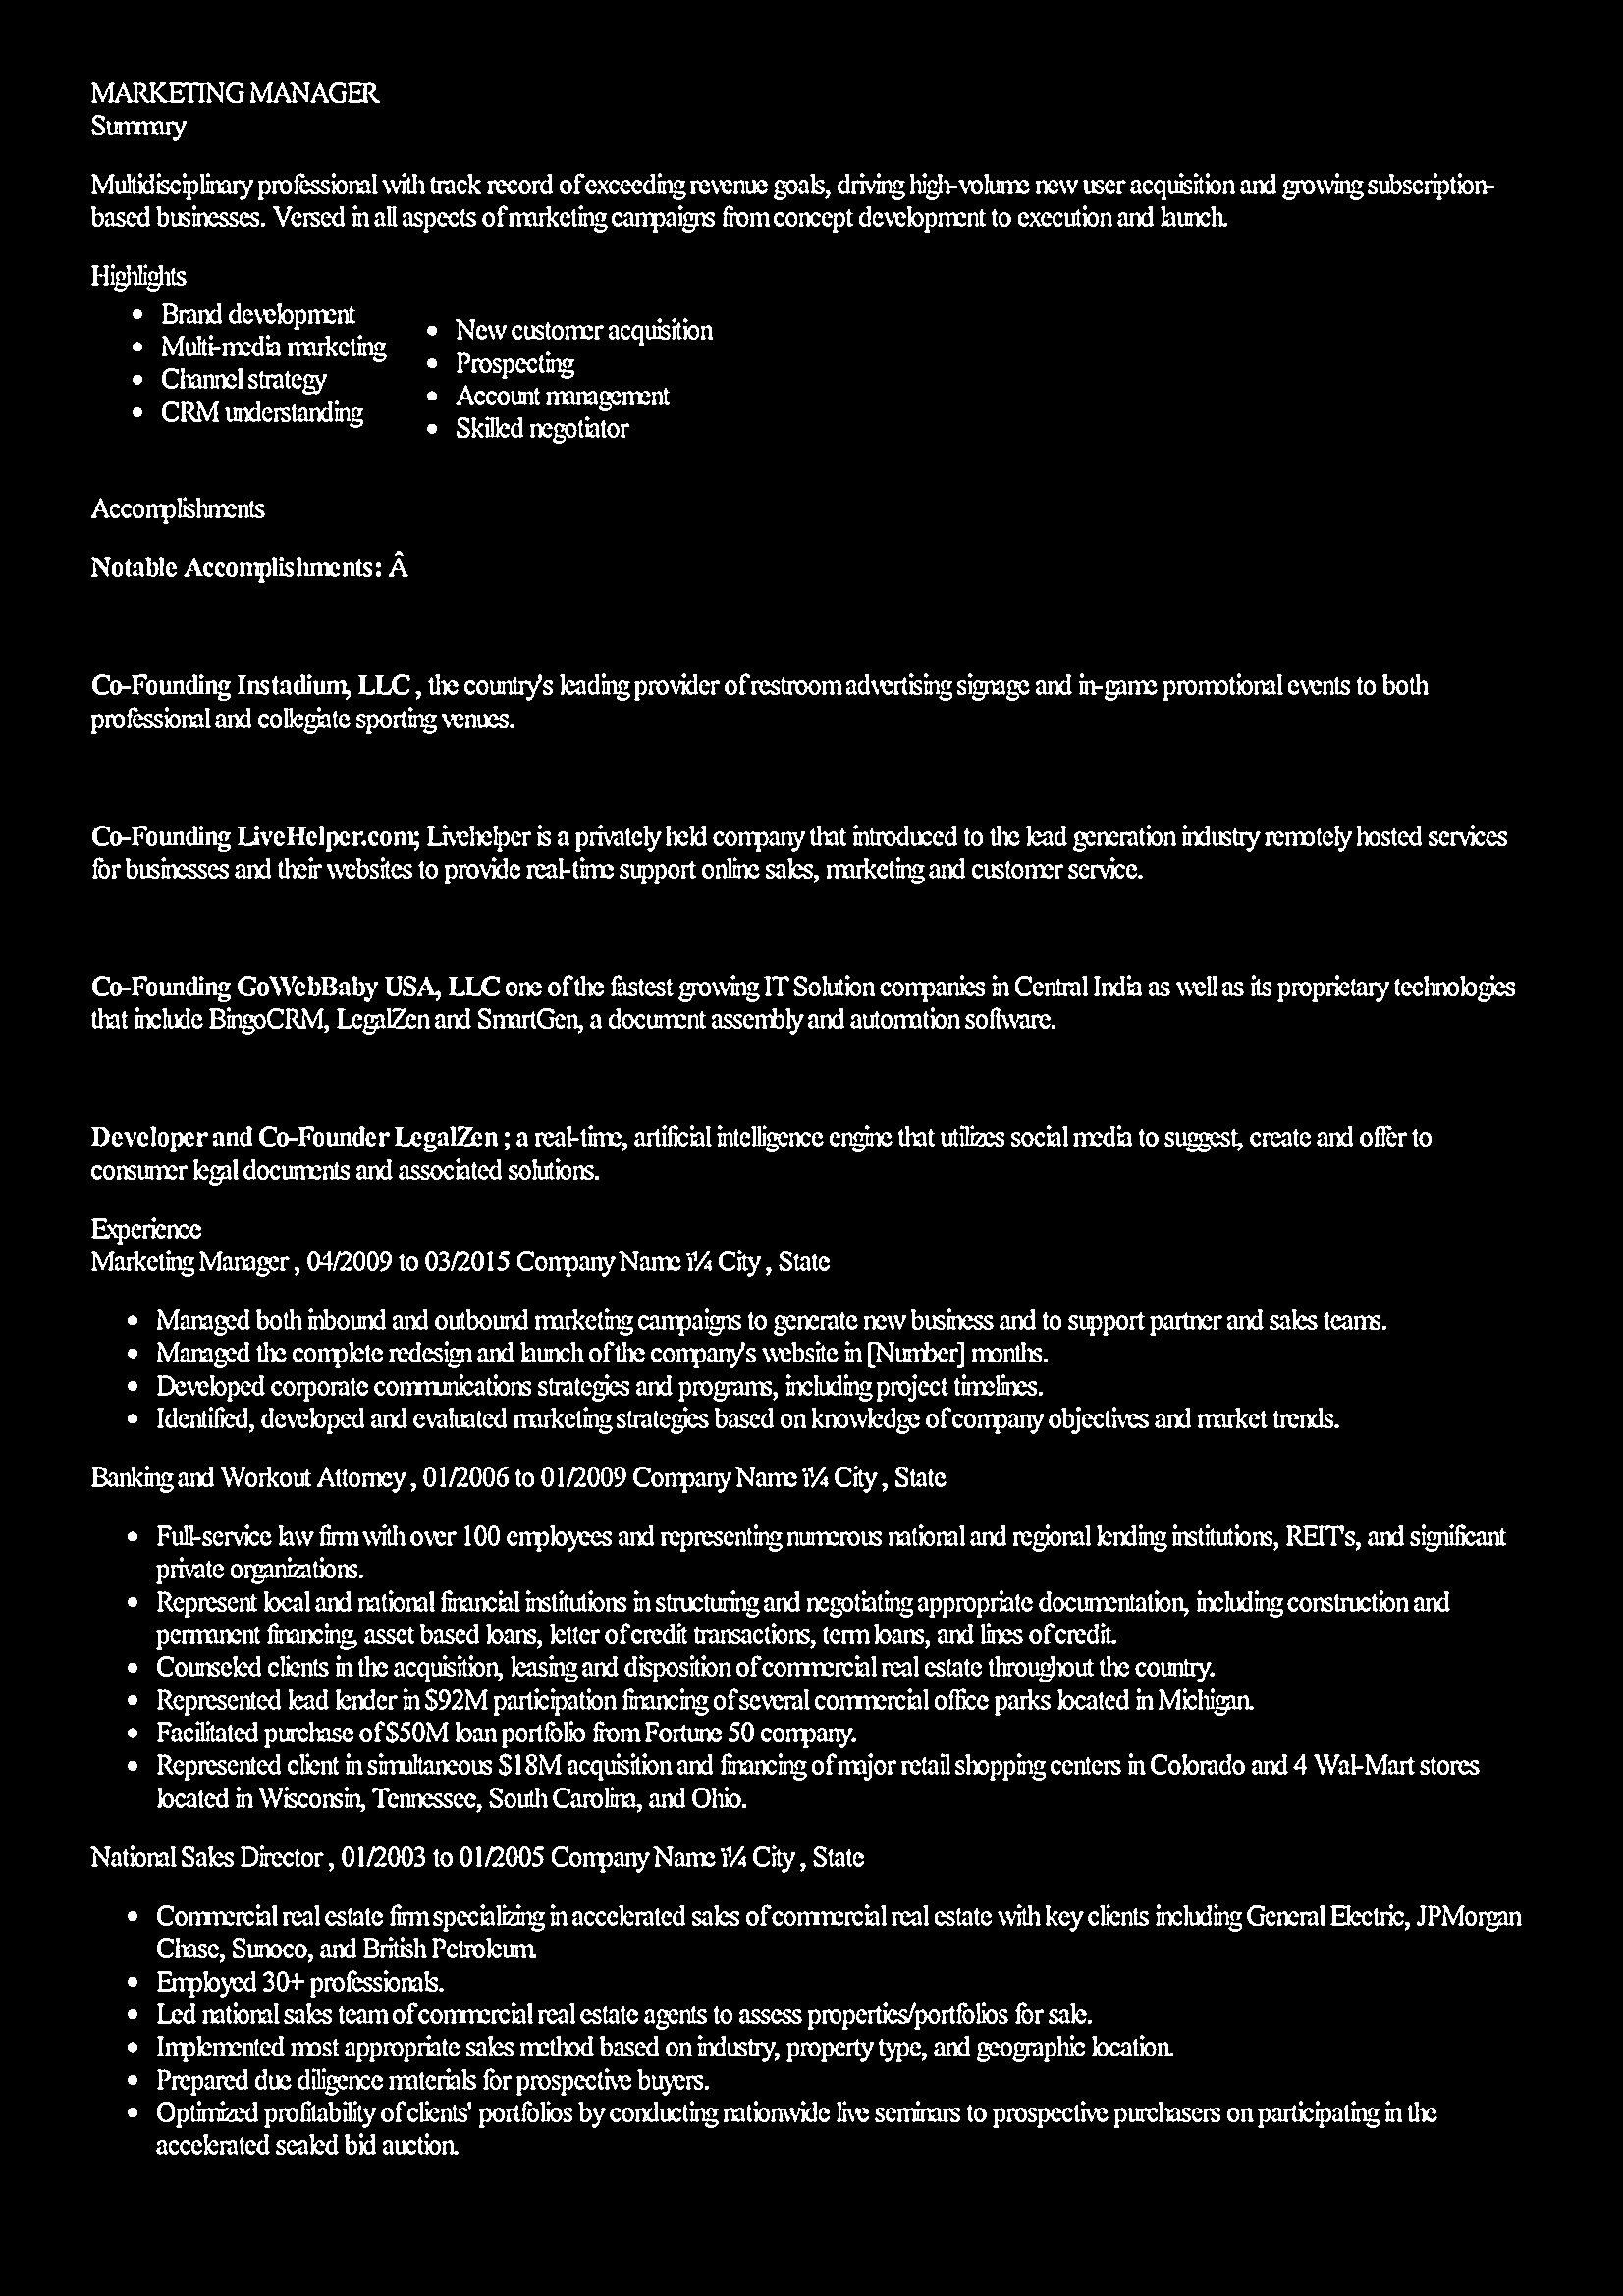 MARKETING MANAGER
Summary
Multidisciplinary professional with track record of exceeding revenue goals, driving high-volume new user acquisition and growing subscription-
based businesses. Versed in all aspects of marketing campaigns from concept development to execution and launch.
Highlights
• Brand development
• Multi-media marketing
• Channel strategy
• CRM understanding
• New customer acquisition
• Prospecting
• Account management
• Skilled negotiator
Accomplishments
Notable Accomplishments: Â
Co-Founding Instadium, LLC , the country's leading provider of restroom advertising signage and in-game promotional events to both
professional and collegiate sporting venues.
Co-Founding LiveHelper.com; Livehelper is a privately held company that introduced to the lead generation industry remotely hosted services
for businesses and their websites to provide real-time support online sales, marketing and customer service.
Co-Founding GoWebBaby USA, LLC one of the fastest growing IT Solution companies in Central India as well as its proprietary technologies
that include BingoCRM, LegalZen and SmartGen, a document assembly and automation software.
Developer and Co-Founder LegalZen ; a real-time, artificial intelligence engine that utilizes social media to suggest, create and offer to
consumer legal documents and associated solutions.
Experience
Marketing Manager , 04/2009 to 03/2015 Company Name ï¼ City , State
• Managed both inbound and outbound marketing campaigns to generate new business and to support partner and sales teams.
• Managed the complete redesign and launch of the company's website in [Number] months.
• Developed corporate communications strategies and programs, including project timelines.
• Identified, developed and evaluated marketing strategies based on knowledge of company objectives and market trends.
Banking and Workout Attorney , 01/2006 to 01/2009 Company Name ï¼ City , State
• Full-service law firm with over 100 employees and representing numerous national and regional lending institutions, REIT's, and significant
private organizations.
• Represent local and national financial institutions in structuring and negotiating appropriate documentation, including construction and
permanent financing, asset based loans, letter of credit transactions, term loans, and lines of credit.
• Counseled clients in the acquisition, leasing and disposition of commercial real estate throughout the country.
• Represented lead lender in $92M participation financing of several commercial office parks located in Michigan.
• Facilitated purchase of $50M loan portfolio from Fortune 50 company.
• Represented client in simultaneous $18M acquisition and financing of major retail shopping centers in Colorado and 4 Wal-Mart stores
located in Wisconsin, Tennessee, South Carolina, and Ohio.
National Sales Director , 01/2003 to 01/2005 Company Name ï¼ City , State
• Commercial real estate firm specializing in accelerated sales of commercial real estate with key clients including General Electric, JPMorgan
Chase, Sunoco, and British Petroleum.
• Employed 30+ professionals.
• Led national sales team of commercial real estate agents to assess properties/portfolios for sale.
• Implemented most appropriate sales method based on industry, property type, and geographic location.
• Prepared due diligence materials for prospective buyers.
• Optimized profitability of clients' portfolios by conducting nationwide live seminars to prospective purchasers on participating in the
accelerated sealed bid auction.